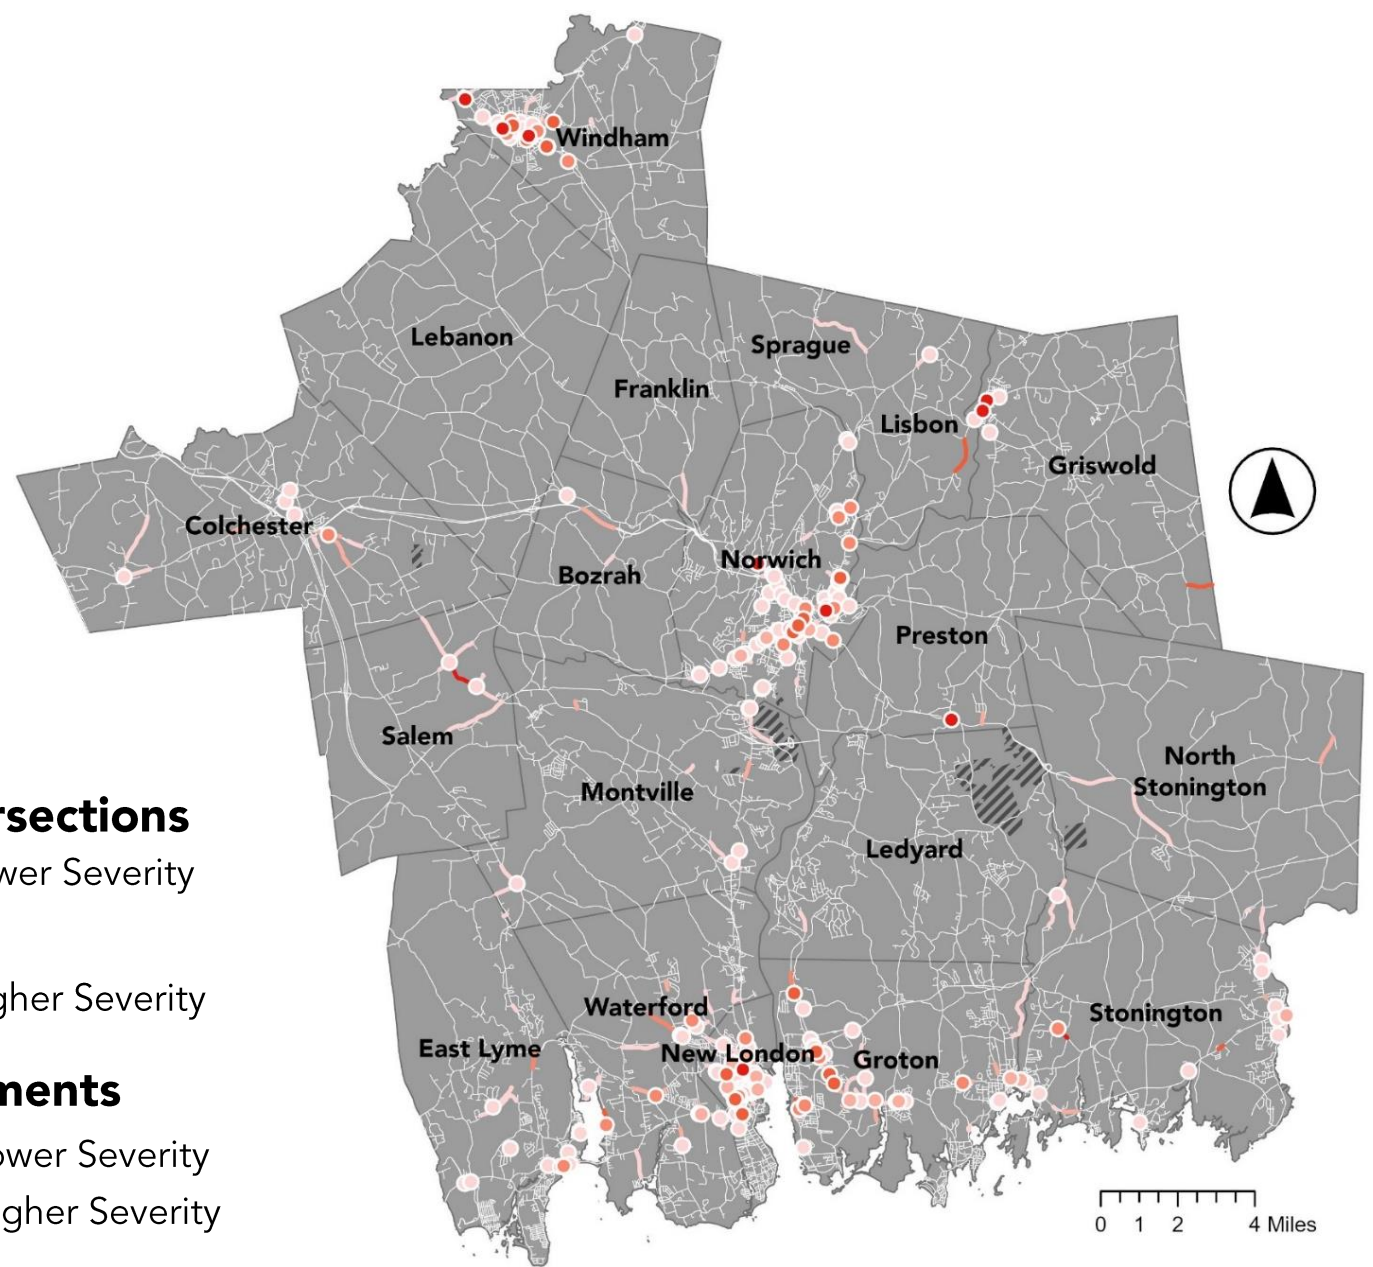 Windham
Lebanon
Sprague
Franklin
Lisbon
Griswold
Colchester
Norwich
Bozrah
Preston
Salem
North
Stonington
Montville
Ledyard
Waterford
Stonington
East Lyme
New London
Groton
rsections
wer Severity
gher Severity
ments
ower Severity
gher Severity
0 1 2 4 Miles